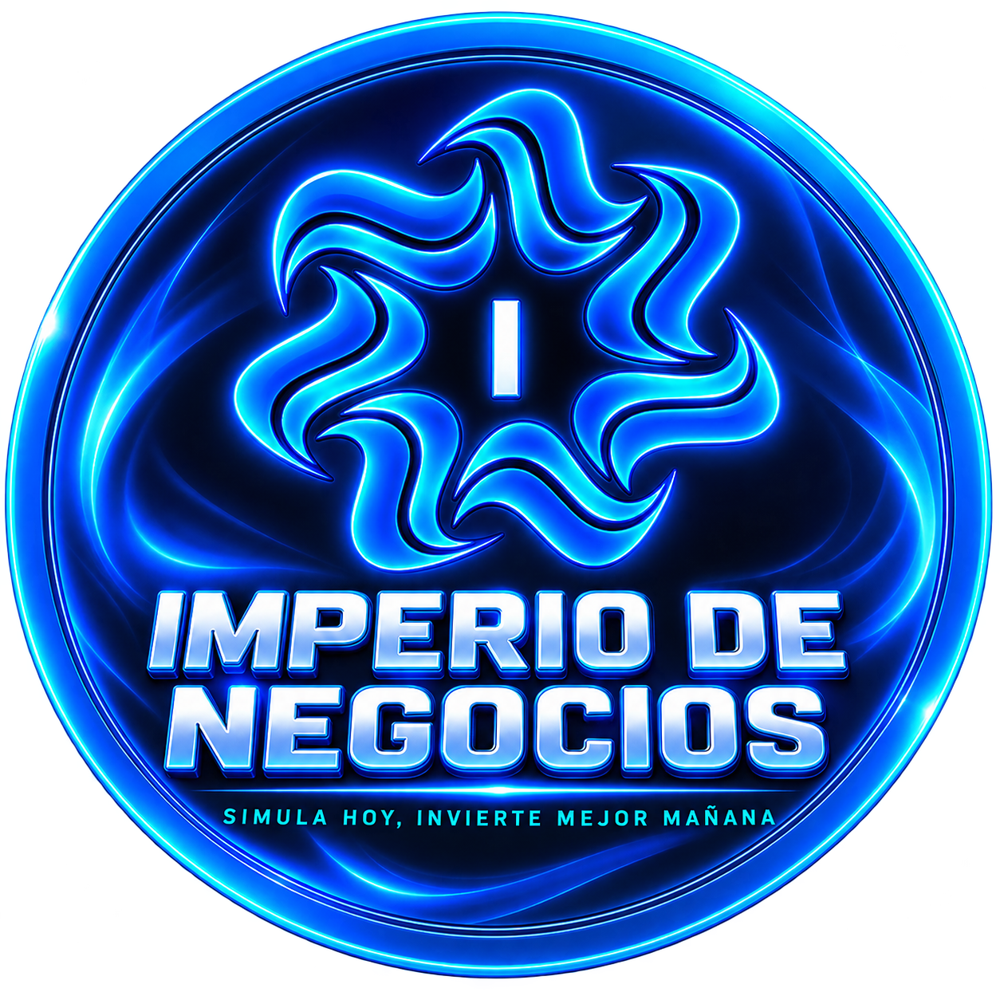 I
IMPERIO DE
NEGOCIOS
SIMULA HOY, INVIERTE MEJOR MAÑANA